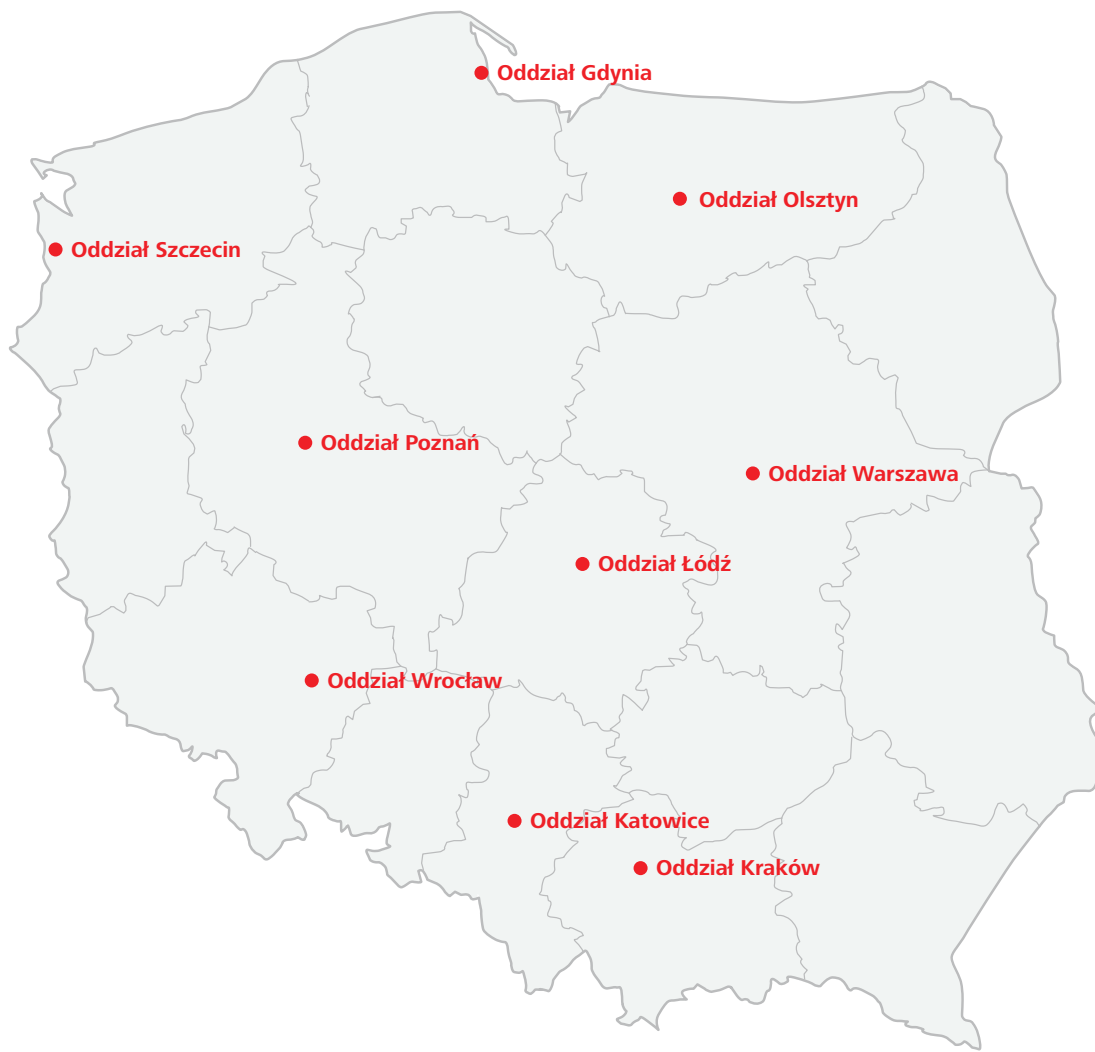 Oddział Gdynia
Oddział Olsztyn
Oddział Szczecin
Oddział Poznań
Oddział Warszawa
Oddział Łódź
Oddział Wrocław
Oddział Katowice
Oddział Kraków